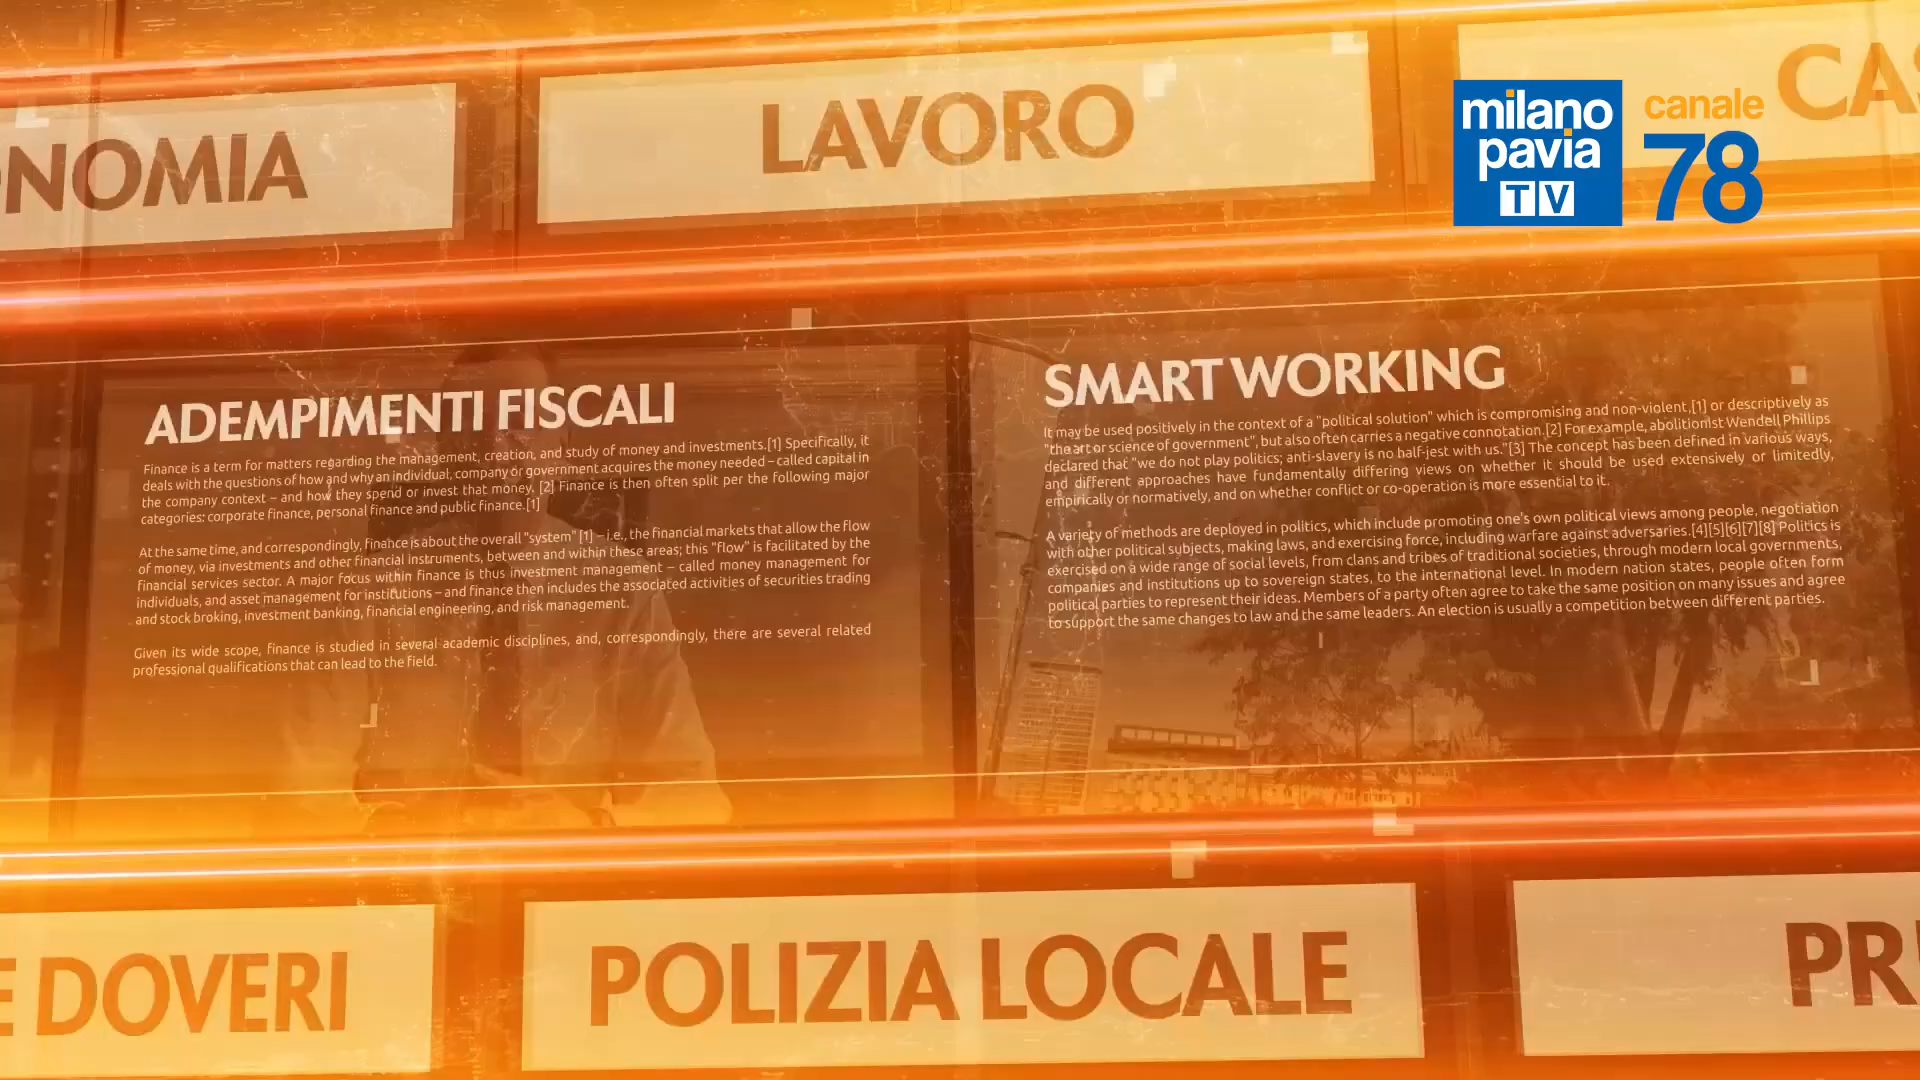 NOMIA
LAVORO
CAS
milano
pavia
TV
canale
78
ADEMPIMENTI FISCALI
Finance is a term for matters regarding the management, creation, and study of money and investments.[1] Specifically, it
deals with the questions of how and why an individual, company or government acquires the money needed – called capital in
the company context – and how they spend or invest that money. [2] Finance is then often split per the following major
categories: corporate finance, personal finance and public finance.[1]
At the same time, and correspondingly, finance is about the overall "system" [1] – i.e., the financial markets that allow the flow
of money, via investments and other financial instruments, between and within these areas; this "flow" is facilitated by the
financial services sector. A major focus within finance is thus investment management – called money management for
individuals, and asset management for institutions – and finance then includes the associated activities of securities trading
and stock broking, investment banking, financial engineering, and risk management.
Given its wide scope, finance is studied in several academic disciplines, and, correspondingly, there are several related
professional qualifications that can lead to the field.
SMART WORKING
It may be used positively in the context of a "political solution" which is compromising and non-violent,[1] or descriptively as
"the art or science of government", but also often carries a negative connotation.[2] For example, abolitionist Wendell Phillips
declared that "we do not play politics; anti-slavery is no half-jest with us."[3] The concept has been defined in various ways,
and different approaches have fundamentally differing views on whether it should be used extensively or limitedly,
empirically or normatively, and on whether conflict or co-operation is more essential to it.
A variety of methods are deployed in politics, which include promoting one's own political views among people, negotiation
with other political subjects, making laws, and exercising force, including warfare against adversaries.[4][5][6][7][8] Politics is
exercised on a wide range of social levels, from clans and tribes of traditional societies, through modern local governments,
companies and institutions up to sovereign states, to the international level. In modern nation states, people often form
political parties to represent their ideas. Members of a party often agree to take the same position on many issues and agree
to support the same changes to law and the same leaders. An election is usually a competition between different parties.
E DOVERI
POLIZIA LOCALE
PRI